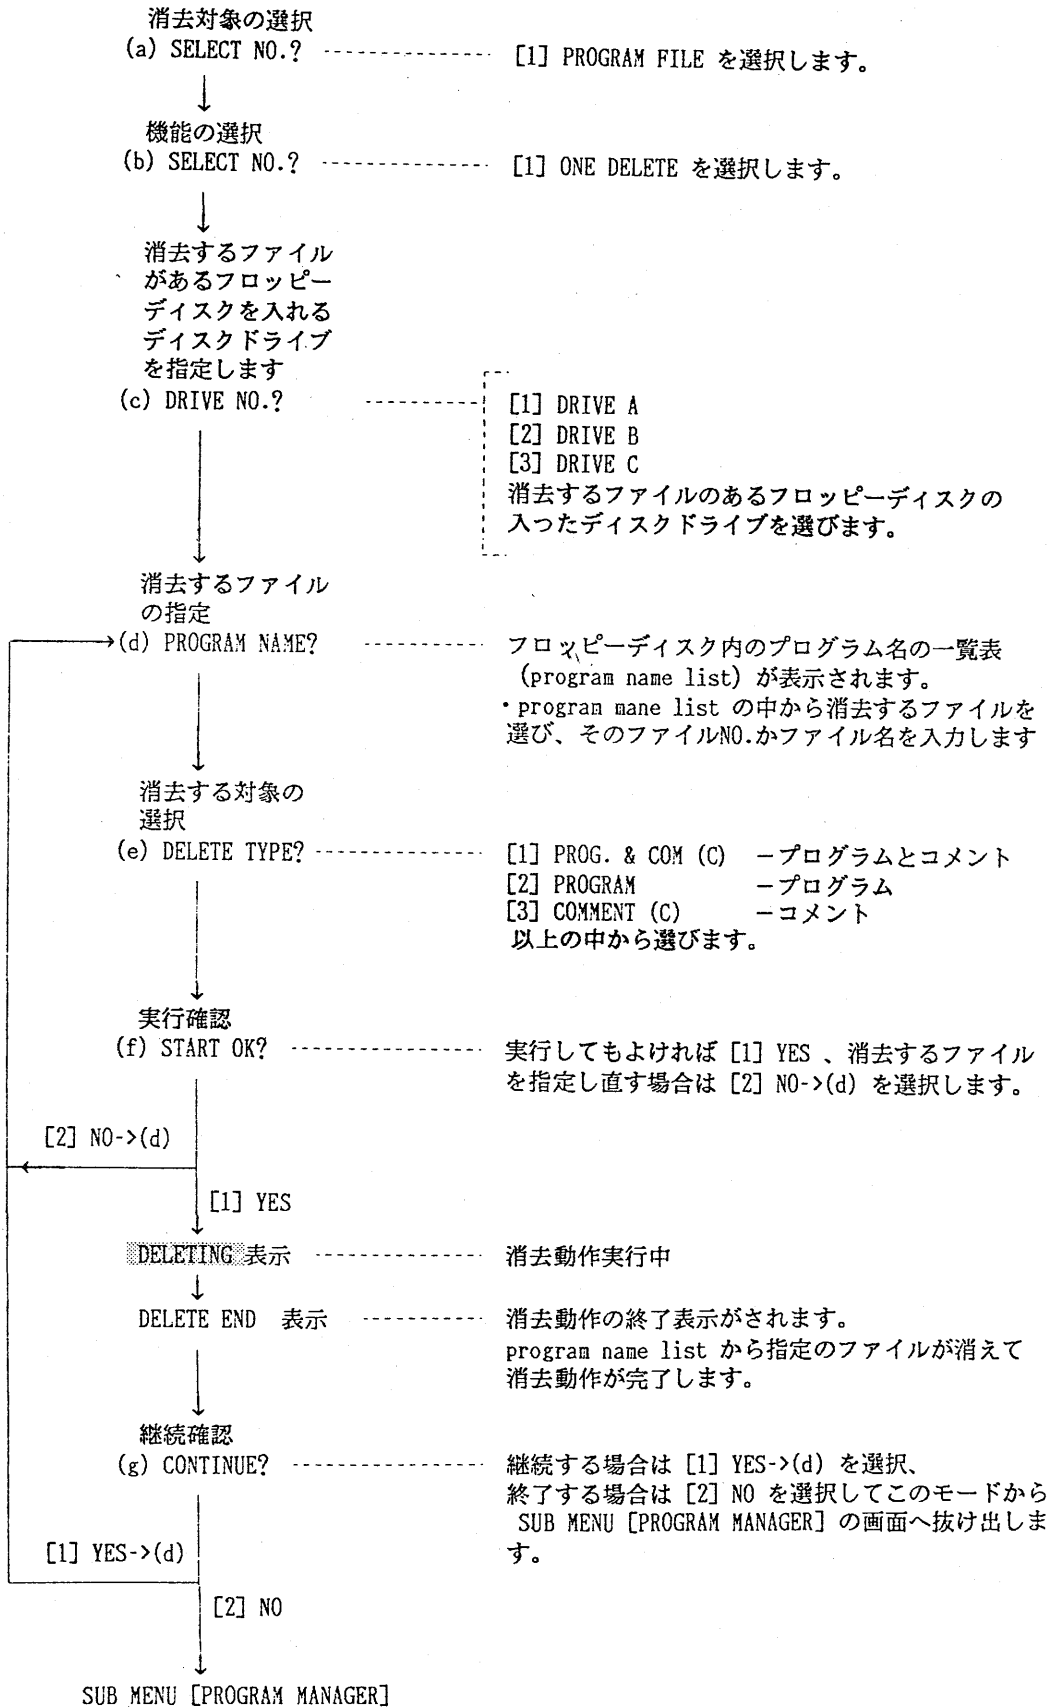 消去対象の選択
(a) SELECT NO.? --------------- [1] PROGRAM FILE を選択します。
機能の選択
(b) SELECT NO.? --------------- [1] ONE DELETE を選択します。
消去するファイル
があるフロッピー
ディスクを入れる
ディスクドライブ
を指定します
(c) DRIVE NO.?
[1] DRIVE A
[2] DRIVE B
[3] DRIVE C
消去するファイルのあるフロッピーディスクの
入ったディスクドライブを選びます。
消去するファイル
の指定
(d) PROGRAM NAME? ----------- フロッピーディスク内のプログラム名の一覧表
(program name list) が表示されます。
・program mane list の中から消去するファイルを
選び、そのファイルNO.かファイル名を入力します
消去する対象の
選択
(e) DELETE TYPE? --------------- [1] PROG. & COM (C) −プログラムとコメント
[2] PROGRAM −プログラム
[3] COMMENT (C) −コメント
以上の中から選びます。
実行確認
(f) START OK? ----------------- 実行してもよければ [1] YES 、消去するファイル
を指定し直す場合は [2] NO->(d) を選択します。
[2] NO->(d)
[1] YES
DELETING 表示 --------------- 消去動作実行中
DELETE END 表示 ----------- 消去動作の終了表示がされます。
program name list から指定のファイルが消えて
消去動作が完了します。
継続確認
(g) CONTINUE? ----------------- 継続する場合は [1] YES->(d) を選択、
終了する場合は [2] NO を選択してこのモードから
SUB MENU [PROGRAM MANAGER] の画面へ抜け出しま
す。
[1] YES->(d)
[2] NO
SUB MENU [PROGRAM MANAGER]